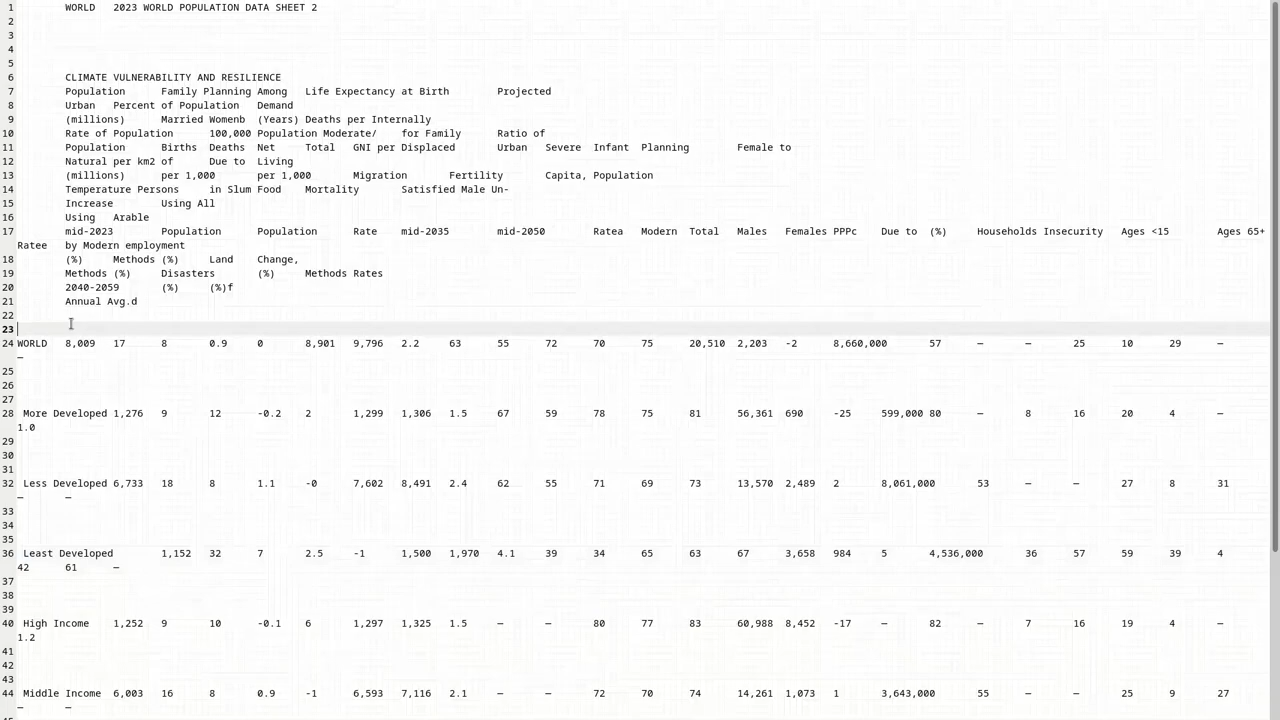 1 WORLD 2023 WORLD POPULATION DATA SHEET 2
2
3
4
5
6 CLIMATE VULNERABILITY AND RESILIENCE
7 Population Family Planning Among Life Expectancy at Birth Projected
8 Urban Percent of Population Demand
9 (millions) Married Womenb (Years) Deaths per Internally
10 Rate of Population 100,000 Population Moderate/ for Family Ratio of
11 Population Births Deaths Net Total GNI per Displaced Urban Severe Infant Planning Female to
12 Natural per km2 of Due to Living
13 (millions) per 1,000 per 1,000 Migration Fertility Capita, Population
14 Temperature Persons in Slum Food Mortality Satisfied Male Un-
15 Increase Using All
16 Using Arable
17 mid-2023 Population Population Rate mid-2035 mid-2050 Ratea Modern Total Males Females PPPc Due to (%) Households Insecurity Ages <15 Ages 65+
Ratee by Modern employment
18 (%) Methods (%) Land Change,
19 Methods (%) Disasters (%) Methods Rates
20 2040-2059 (%) (%)f
21 Annual Avg.d
22
23
24 WORLD 8,009 17 8 0.9 0 8,901 9,796 2.2 63 55 72 70 75 20,510 2,203 -2 8,660,000 57 — — 25 10 29 —
—
25
26
27
28 More Developed 1,276 9 12 -0.2 2 1,299 1,306 1.5 67 59 78 75 81 56,361 690 -25 599,000 80 — 8 16 20 4 —
1.0
29
30
31
32 Less Developed 6,733 18 8 1.1 -0 7,602 8,491 2.4 62 55 71 69 73 13,570 2,489 2 8,061,000 53 — — 27 8 31
— —
33
34
35
36 Least Developed 1,152 32 7 2.5 -1 1,500 1,970 4.1 39 34 65 63 67 3,658 984 5 4,536,000 36 57 59 39 4
42 61 —
37
38
39
40 High Income 1,252 9 10 -0.1 6 1,297 1,325 1.5 — — 80 77 83 60,988 8,452 -17 — 82 — 7 16 19 4 —
1.2
41
42
43
44 Middle Income 6,003 16 8 0.9 -1 6,593 7,116 2.1 — — 72 70 74 14,261 1,073 1 3,643,000 55 — — 25 9 27
— —